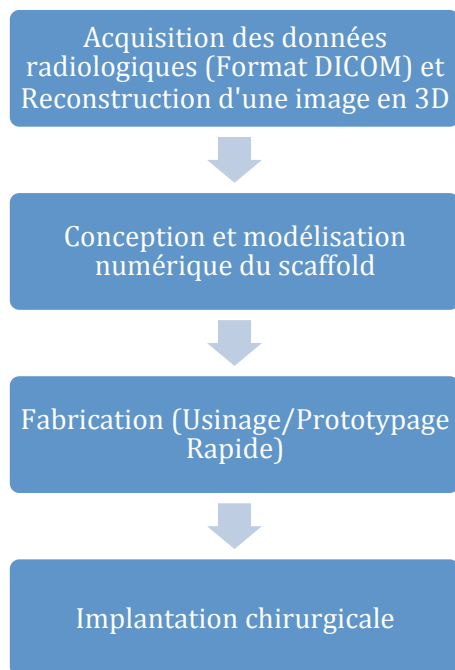 Acquisition des données
radiologiques (Format DICOM) et
Reconstruction d'une image en 3D
Conception et modélisation
numérique du scaffold
Fabrication (Usinage/Prototypage
Rapide)
Implantation chirurgicale